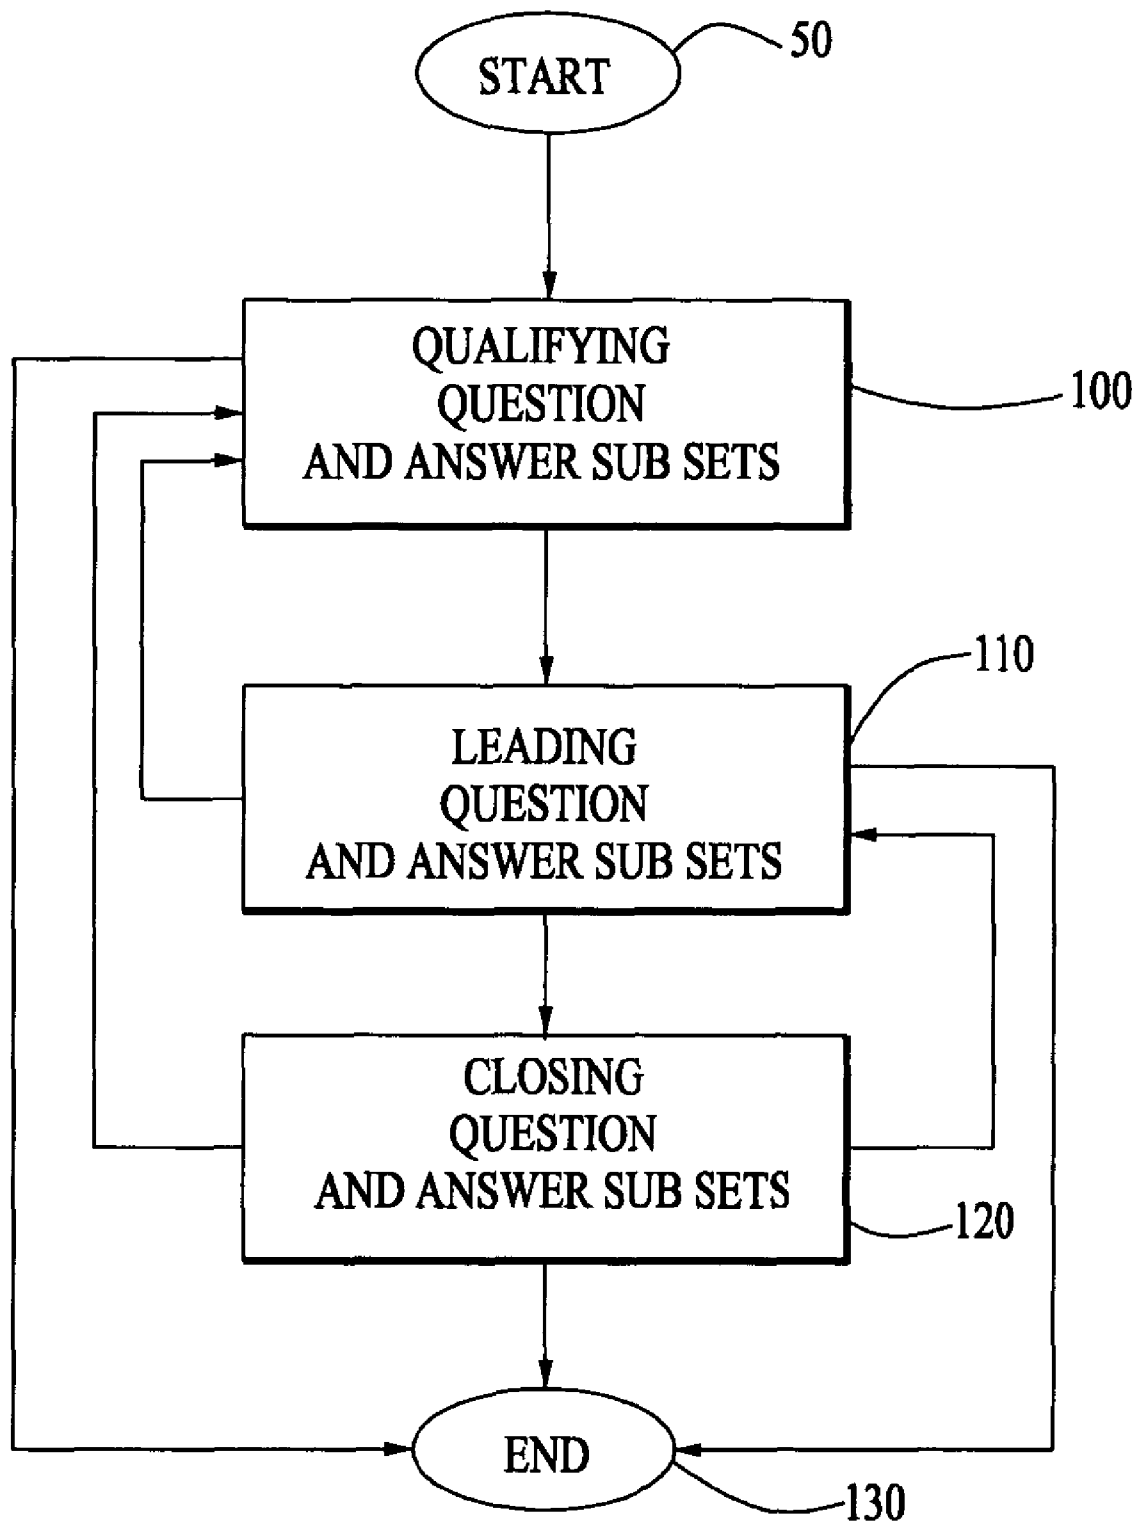 START
50
QUALIFYING
QUESTION
AND ANSWER SUB SETS
100
LEADING
QUESTION
AND ANSWER SUB SETS
110
CLOSING
QUESTION
AND ANSWER SUB SETS
120
END
130